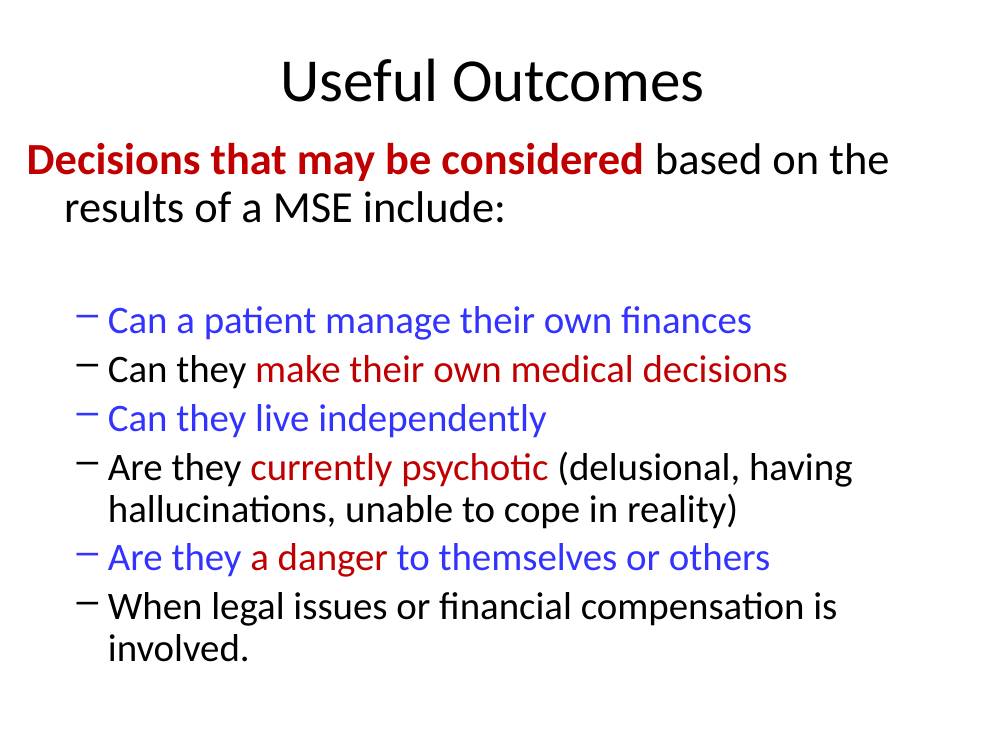 Useful Outcomes
Decisions that may be considered based on the
results of a MSE include:
– Can a patient manage their own finances
– Can they make their own medical decisions
– Can they live independently
– Are they currently psychotic (delusional, having
hallucinations, unable to cope in reality)
– Are they a danger to themselves or others
– When legal issues or financial compensation is
involved.